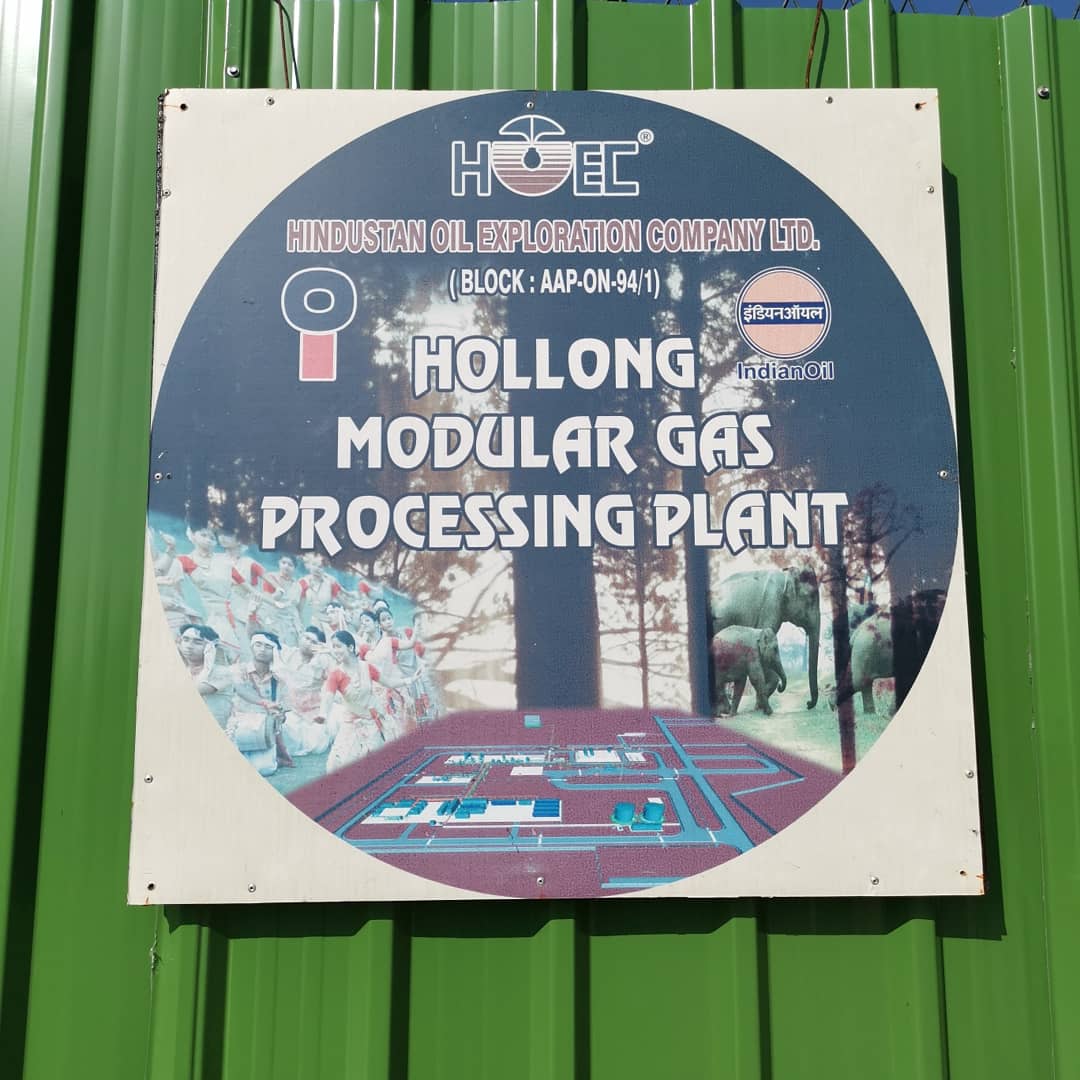 HOEC®
HINDUSTAN OIL EXPLORATION COMPANY LTD.
( BLOCK : AAP-ON-94/1)
इंडियनऑयल
IndianOil
HOLLONG
MODULAR GAS
PROCESSING PLANT